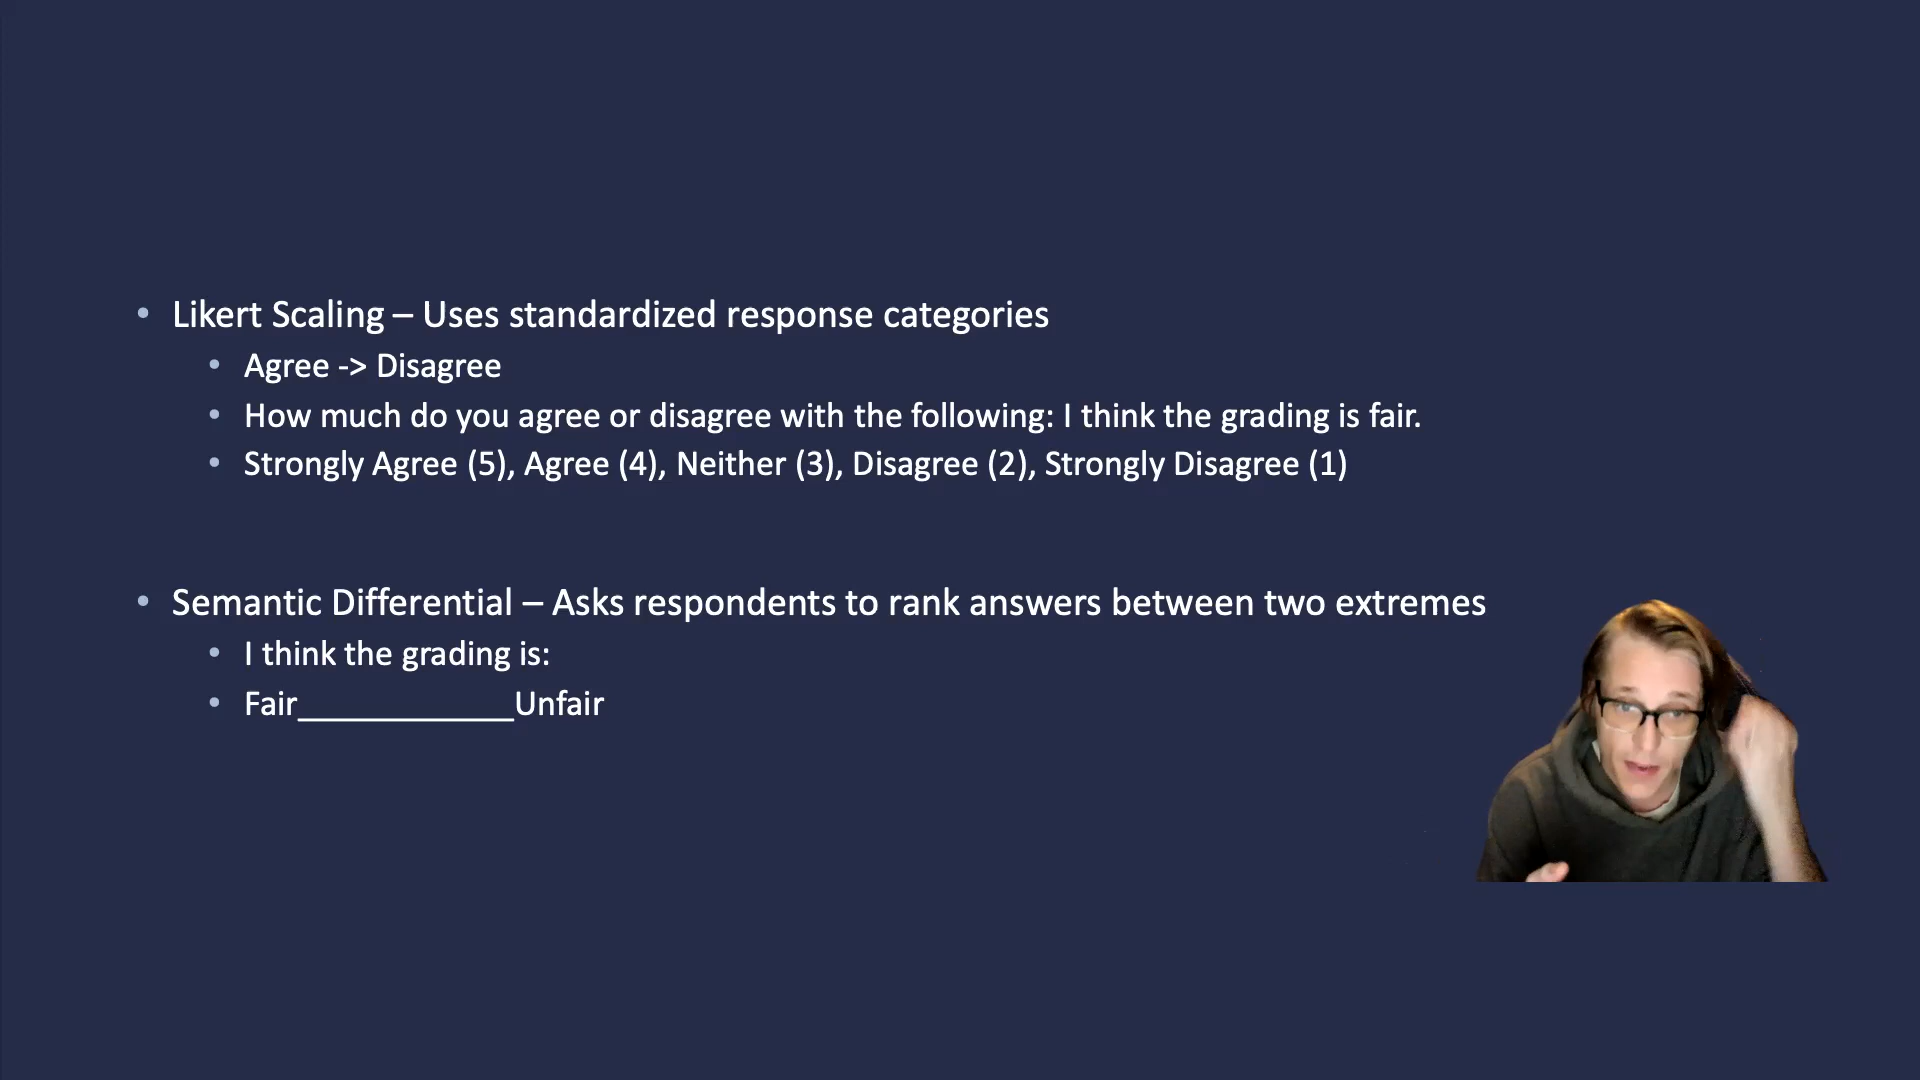 • Likert Scaling – Uses standardized response categories
• Agree -> Disagree
• How much do you agree or disagree with the following: I think the grading is fair.
• Strongly Agree (5), Agree (4), Neither (3), Disagree (2), Strongly Disagree (1)
• Semantic Differential – Asks respondents to rank answers between two extremes
• I think the grading is:
• Fair____________Unfair